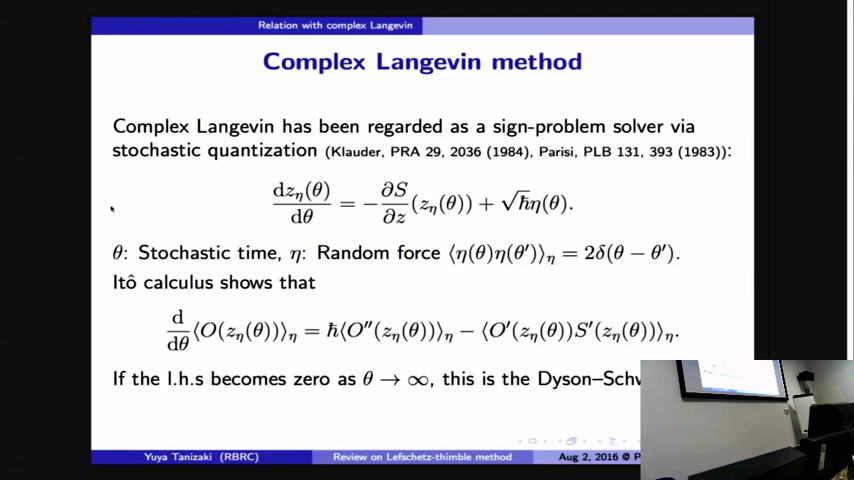 Relation with complex Langevin
Complex Langevin method
Complex Langevin has been regarded as a sign-problem solver via
stochastic quantization (Klauder, PRA 29, 2036 (1984), Parisi, PLB 131, 393 (1983)):
dz_η(θ)/dθ = −∂S/∂z (z_η(θ)) + √ℏη(θ).
θ: Stochastic time, η: Random force ⟨η(θ)η(θ′)⟩_η = 2δ(θ − θ′).
Itô calculus shows that
d/dθ ⟨O(z_η(θ))⟩_η = ℏ⟨O″(z_η(θ))⟩_η − ⟨O′(z_η(θ))S′(z_η(θ))⟩_η.
If the l.h.s becomes zero as θ → ∞, this is the Dyson–Sch
Yuya Tanizaki (RBRC) Review on Lefschetz-thimble method Aug 2, 2016 @